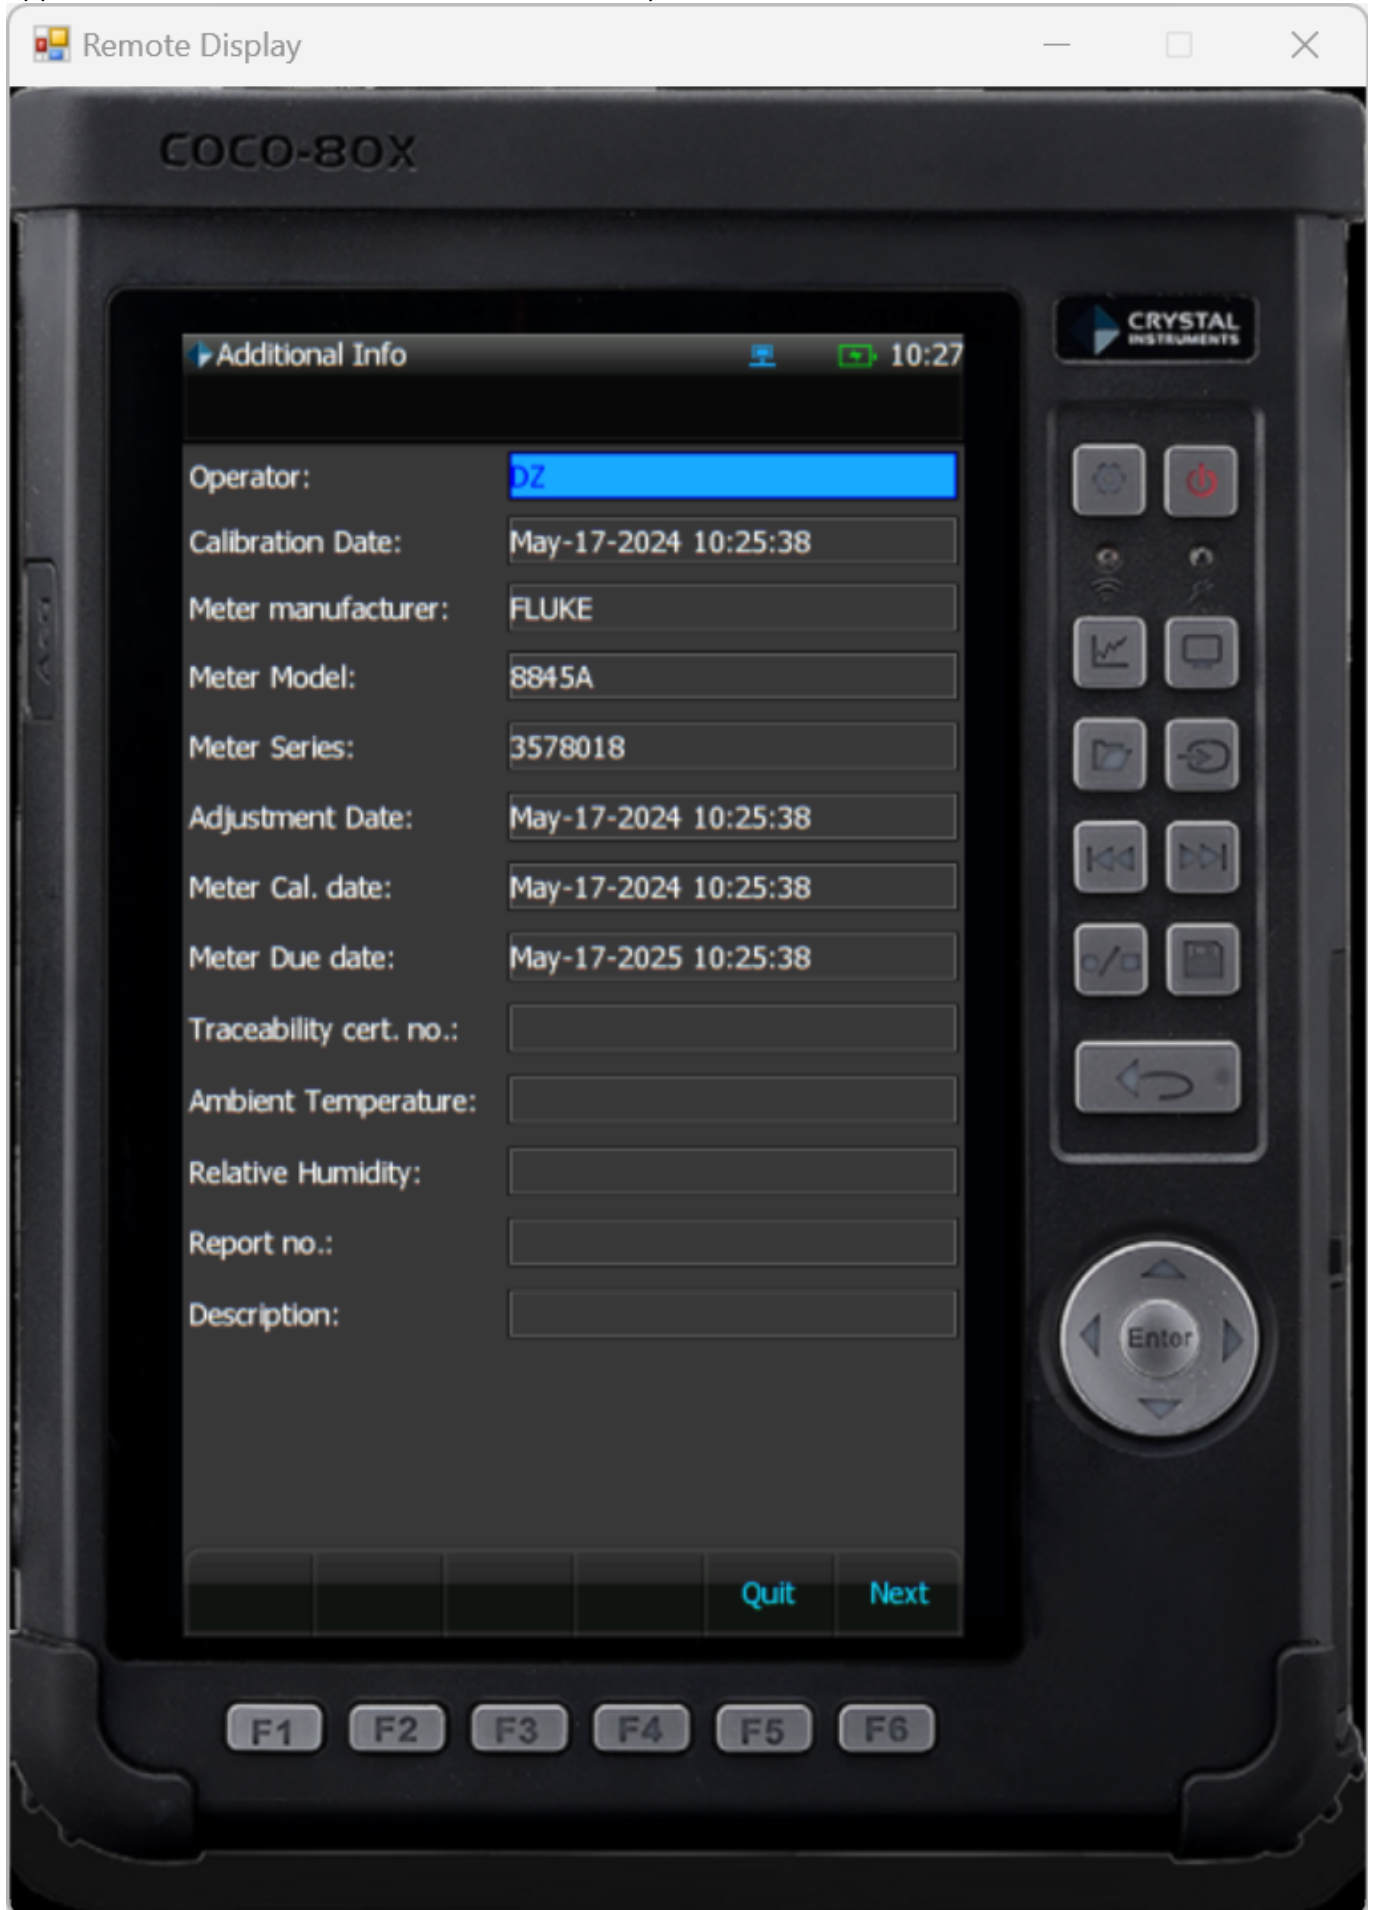 Remote Display
COCO-80X
CRYSTAL
INSTRUMENTS
Additional Info 10:27
Operator: DZ
Calibration Date: May-17-2024 10:25:38
Meter manufacturer: FLUKE
Meter Model: 8845A
Meter Series: 3578018
Adjustment Date: May-17-2024 10:25:38
Meter Cal. date: May-17-2024 10:25:38
Meter Due date: May-17-2025 10:25:38
Traceability cert. no.:
Ambient Temperature:
Relative Humidity:
Report no.:
Description:
Enter
Quit Next
F1 F2 F3 F4 F5 F6